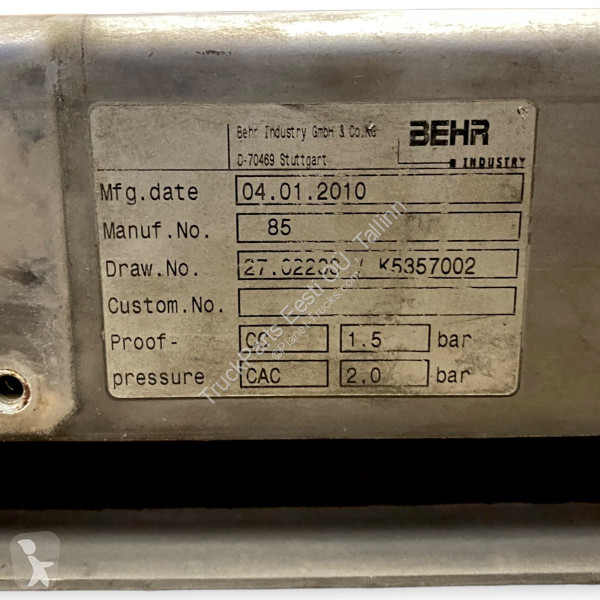 Behr Industry GmbH & Co.KG
D-70469 Stuttgart
BEHR
INDUSTRY
Mfg.date 04.01.2010
Manuf.No. 85
Draw.No. K5357002
Custom.No.
Proof- 1.5 bar
pressure CAC 2.0 bar
TruckParts Eesti OÜ, Tallinn